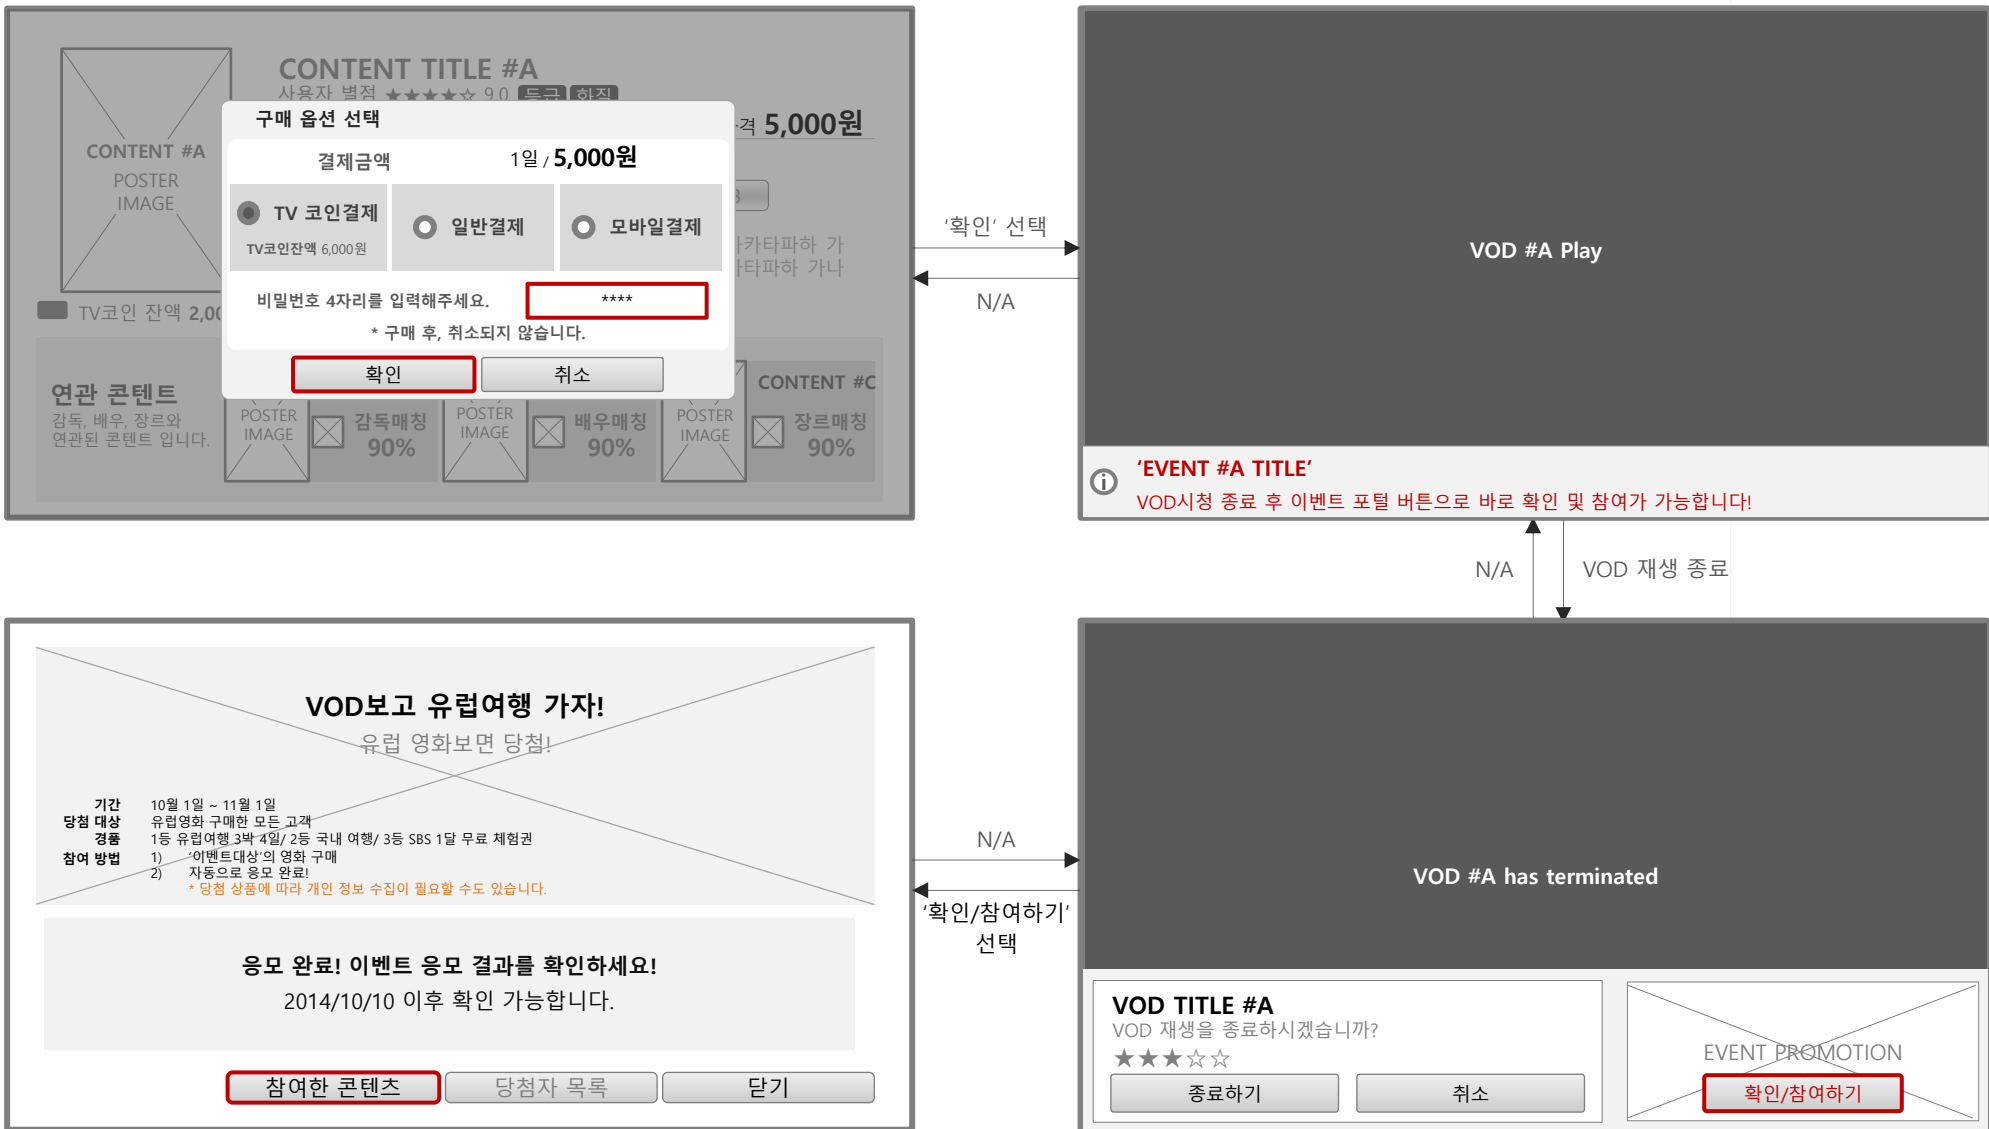 CONTENT TITLE #A
사용자 별점 ★★★★☆ 9.0 등급 화질
구매 옵션 선택
격 5,000원
결제금액 1일 / 5,000원
CONTENT #A
POSTER
IMAGE
TV 코인결제
TV코인잔액 6,000원
일반결제
모바일결제
카타파하 가
타파하 가나
비밀번호 4자리를 입력해주세요. ****
* 구매 후, 취소되지 않습니다.
TV코인 잔액 2,00
확인 취소
연관 콘텐트
감독, 배우, 장르와
연관된 콘텐트 입니다.
POSTER
IMAGE
감독매칭
90%
POSTER
IMAGE
배우매칭
90%
CONTENT #C
POSTER
IMAGE
장르매칭
90%
'확인' 선택
N/A
VOD #A Play
'EVENT #A TITLE'
VOD시청 종료 후 이벤트 포털 버튼으로 바로 확인 및 참여가 가능합니다!
N/A VOD 재생 종료
VOD보고 유럽여행 가자!
유럽 영화보면 당첨!
기간 10월 1일 ~ 11월 1일
당첨 대상 유럽영화 구매한 모든 고객
경품 1등 유럽여행 3박 4일/ 2등 국내 여행/ 3등 SBS 1달 무료 체험권
참여 방법 1) '이벤트대상'의 영화 구매
2) 자동으로 응모 완료!
* 당첨 상품에 따라 개인 정보 수집이 필요할 수도 있습니다.
응모 완료! 이벤트 응모 결과를 확인하세요!
2014/10/10 이후 확인 가능합니다.
참여한 콘텐츠 당첨자 목록 닫기
N/A
'확인/참여하기'
선택
VOD #A has terminated
VOD TITLE #A
VOD 재생을 종료하시겠습니까?
★★★☆☆
종료하기 취소
EVENT PROMOTION
확인/참여하기